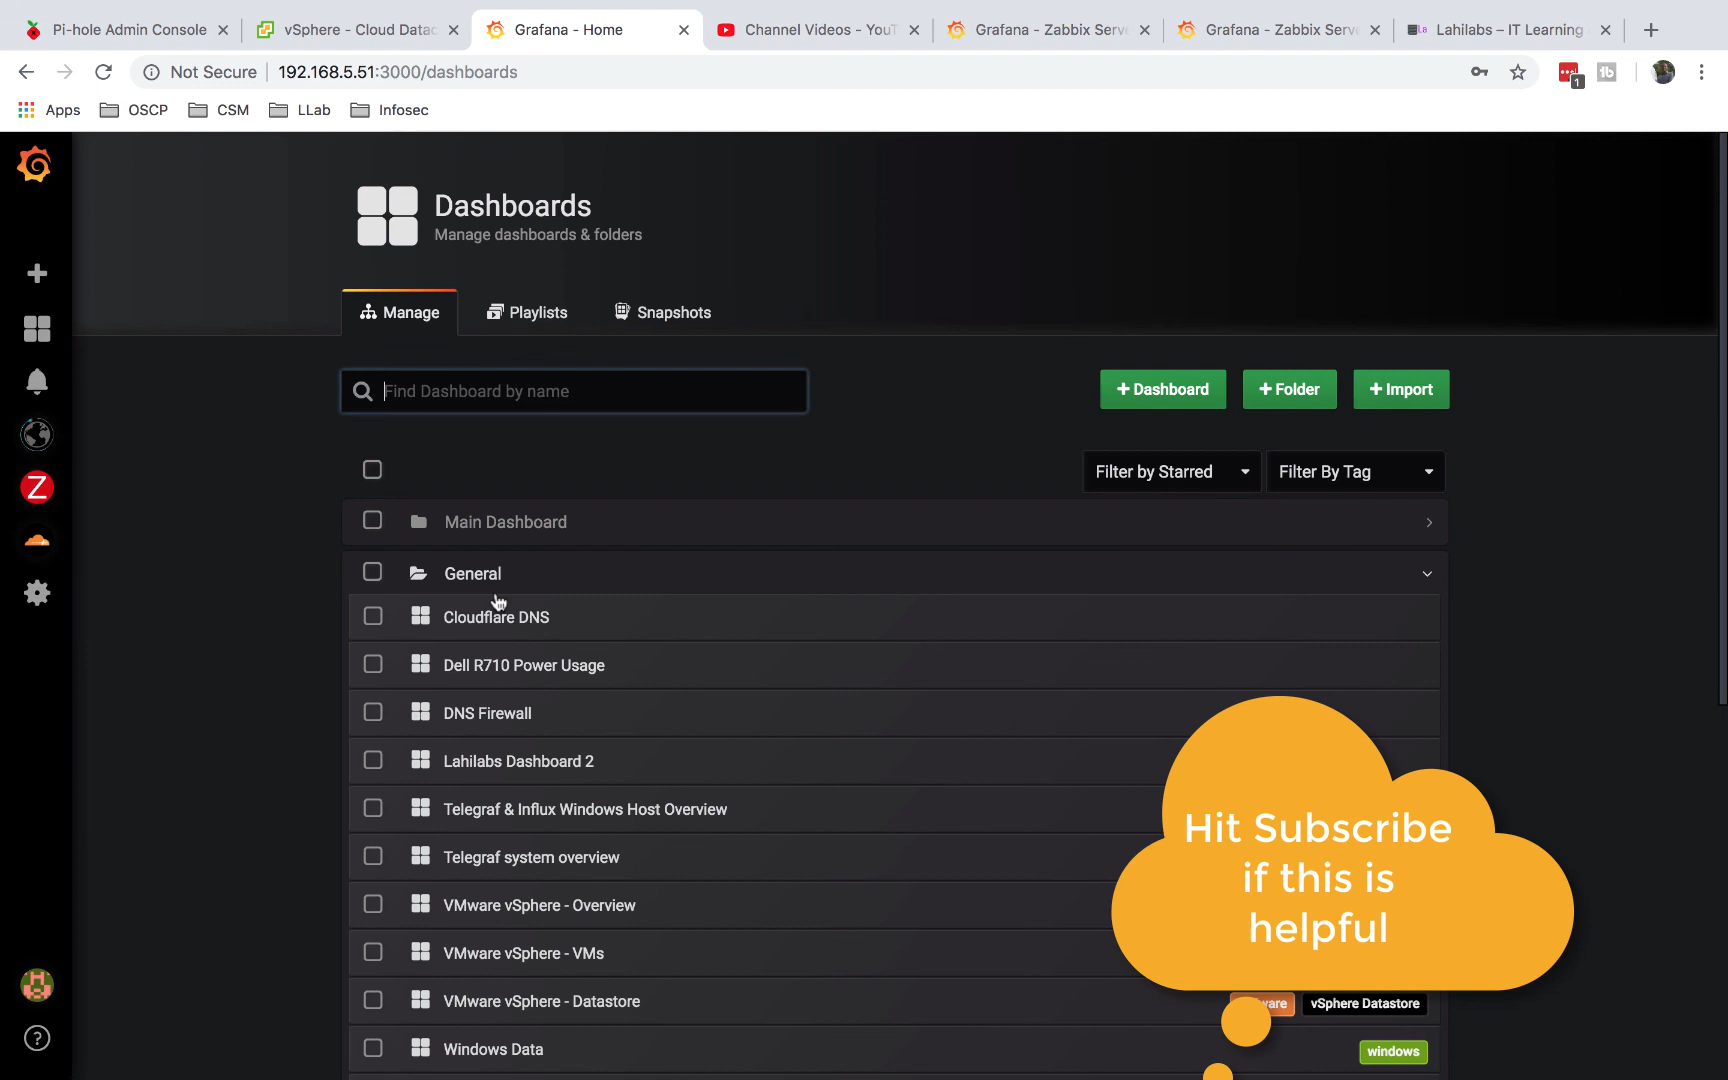 Pi-hole Admin Console
vSphere - Cloud Datac
Grafana - Home
Channel Videos - YouT
Grafana - Zabbix Serv
Grafana - Zabbix Serv
Lahilabs – IT Learning
Not Secure
192.168.5.51:3000/dashboards
1
Apps
OSCP
CSM
LLab
Infosec
Dashboards
Manage dashboards & folders
Manage
Playlists
Snapshots
Find Dashboard by name
+ Dashboard
+ Folder
+ Import
Filter by Starred
Filter By Tag
Main Dashboard
General
Cloudflare DNS
Dell R710 Power Usage
DNS Firewall
Lahilabs Dashboard 2
Telegraf & Influx Windows Host Overview
Telegraf system overview
VMware vSphere - Overview
VMware vSphere - VMs
VMware vSphere - Datastore
vSphere Datastore
Windows Data
windows
Z
Hit Subscribe
if this is
helpful